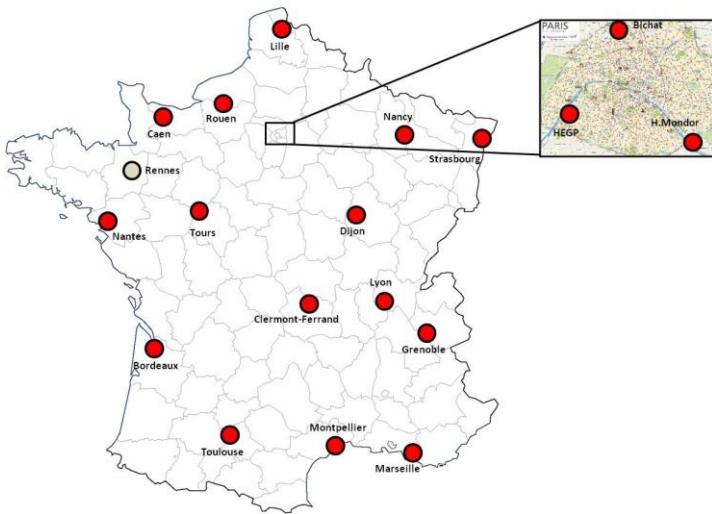 PARIS
Bichat
HEGP
H.Mondor
Lille
Rouen
Caen
Nancy
Strasbourg
Rennes
Nantes
Tours
Dijon
Lyon
Clermont-Ferrand
Grenoble
Bordeaux
Montpellier
Toulouse
Marseille